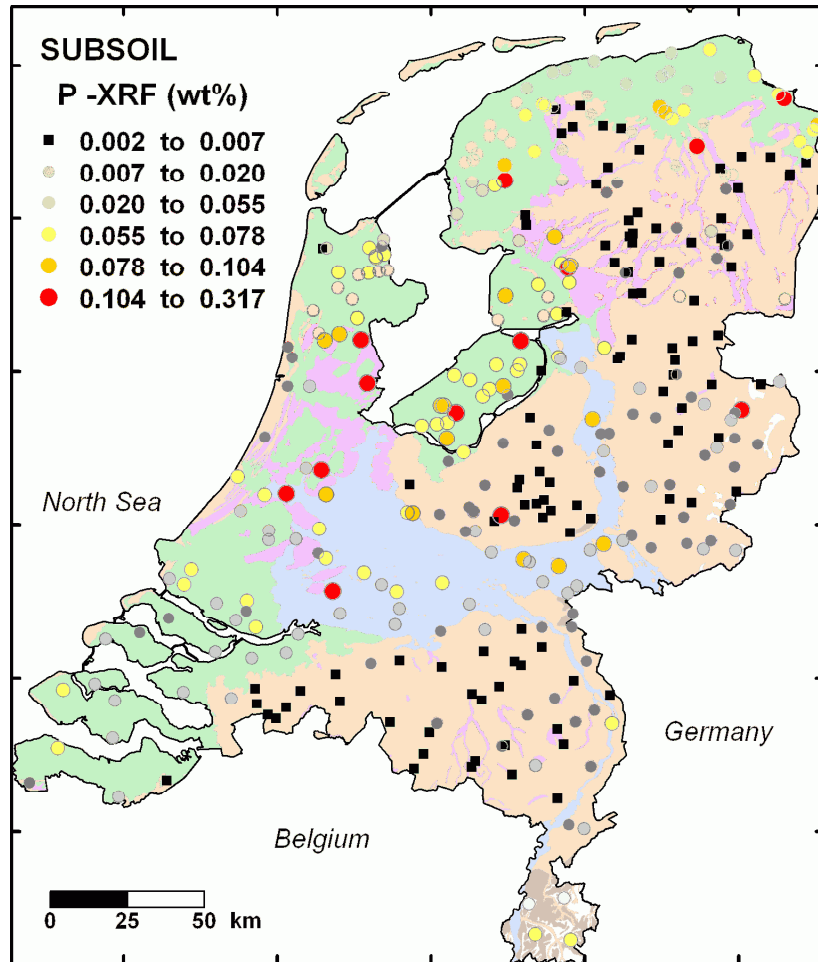 SUBSOIL
P -XRF (wt%)
0.002 to 0.007
0.007 to 0.020
0.020 to 0.055
0.055 to 0.078
0.078 to 0.104
0.104 to 0.317
North Sea
Germany
Belgium
0 25 50 km